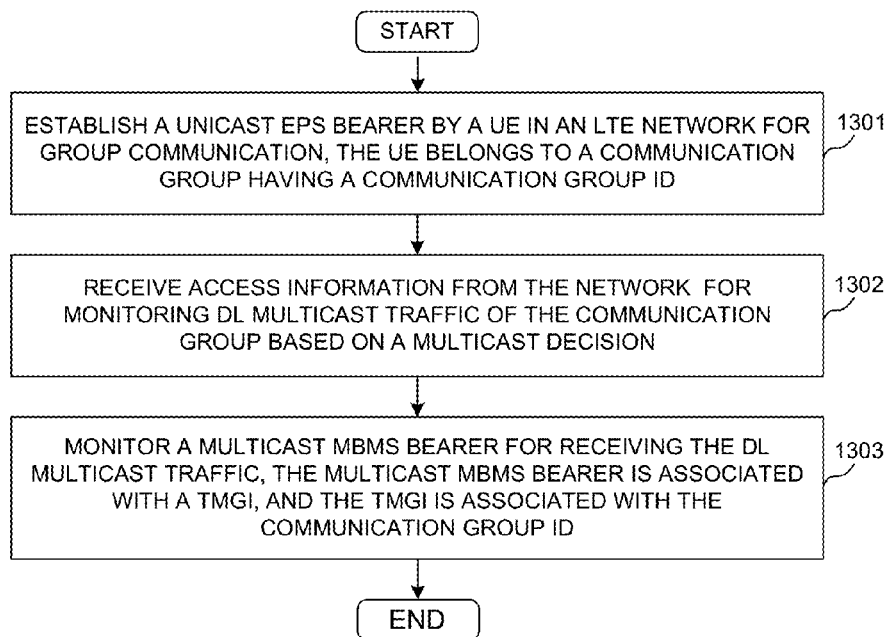 START
ESTABLISH A UNICAST EPS BEARER BY A UE IN AN LTE NETWORK FOR
GROUP COMMUNICATION, THE UE BELONGS TO A COMMUNICATION
GROUP HAVING A COMMUNICATION GROUP ID
1301
RECEIVE ACCESS INFORMATION FROM THE NETWORK FOR
MONITORING DL MULTICAST TRAFFIC OF THE COMMUNICATION
GROUP BASED ON A MULTICAST DECISION
1302
MONITOR A MULTICAST MBMS BEARER FOR RECEIVING THE DL
MULTICAST TRAFFIC, THE MULTICAST MBMS BEARER IS ASSOCIATED
WITH A TMGI, AND THE TMGI IS ASSOCIATED WITH THE
COMMUNICATION GROUP ID
1303
END